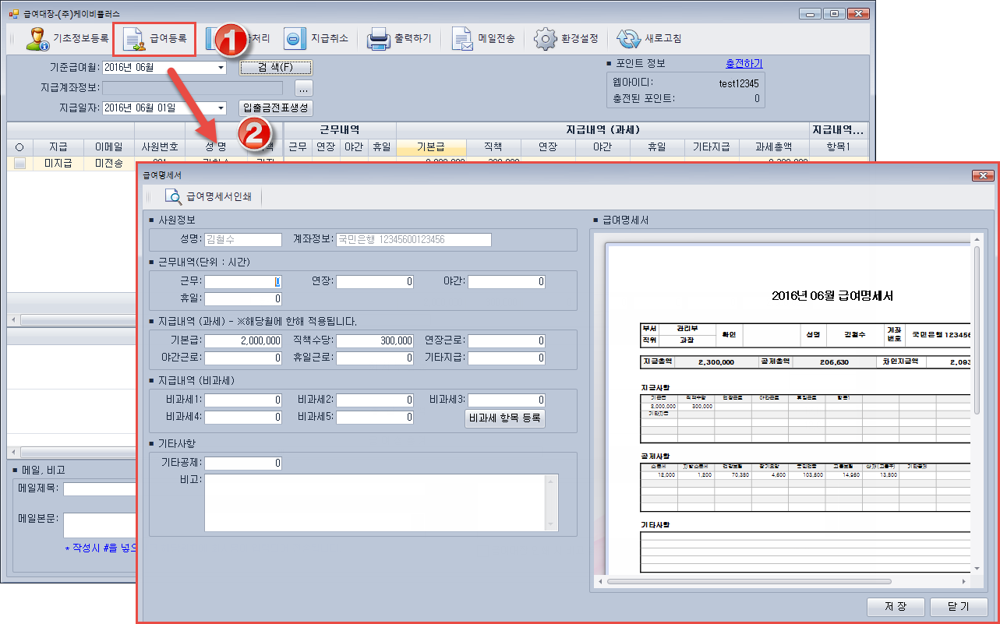 급여대장-(주)케이비플러스
기초정보등록 급여등록 1 처리 지급취소 출력하기 메일전송 환경설정 새로고침
기준급여월: 2016년 06월 검 색(F)
지급계좌정보: ...
지급일자: 2016년 06월 01일 입출금전표생성
■ 포인트 정보 충전하기
웹아이디: test12345
충전된 포인트: 0
2
근무내역 지급내역 (과세) 지급내역...
지급 이메일 사원번호 성 명 책 근무 연장 야간 휴일 기본급 직책 연장 야간 휴일 기타지급 과세총액 항목1
미지급 미전송
급여명세서
급여명세서인쇄
■ 사원정보
성명: 김철수 계좌정보: 국민은행 12345600123456
■ 근무내역(단위 : 시간)
근무: 0 연장: 0 야간: 0
휴일: 0
■ 지급내역 (과세) - ※해당월에 한해 적용됩니다.
기본급: 2,000,000 직책수당: 300,000 연장근로: 0
야간근로: 0 휴일근로: 0 기타지급: 0
■ 지급내역 (비과세)
비과세1: 0 비과세2: 0 비과세3: 0
비과세4: 0 비과세5: 0 비과세 항목 등록
■ 기타사항
기타공제: 0
비고:
■ 급여명세서
2016년 06월 급여명세서
부서 관리부 확인 성명 김철수 계좌번호 국민은행 123456
직위 과장
지급총액 2,300,000 공제총액 206,630 차인지급액 2,093
지급사항
기본급 직책수당 연장근로 야간근로 휴일근로 항목1
2,000,000 300,000
기타지급
공제사항
소득세 지방소득세 건강보험 장기요양 국민연금 고용보험 기타공제
12,000 1,200 70,380 4,600 103,500 14,950
기타사항
저 장 닫 기
■ 메일, 비고
메일제목:
메일본문:
* 작성시 #을 넣으